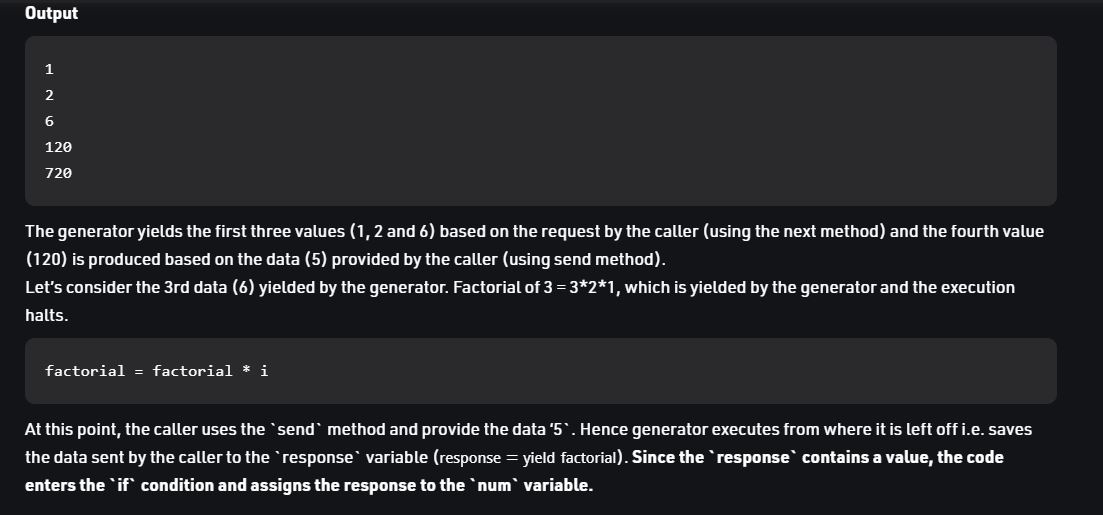 Output
1
2
6
120
720
The generator yields the first three values (1, 2 and 6) based on the request by the caller (using the next method) and the fourth value
(120) is produced based on the data (5) provided by the caller (using send method).
Let's consider the 3rd data (6) yielded by the generator. Factorial of 3 = 3*2*1, which is yielded by the generator and the execution
halts.
factorial = factorial * i
At this point, the caller uses the `send` method and provide the data ‘5`. Hence generator executes from where it is left off i.e. saves
the data sent by the caller to the `response` variable (response = yield factorial). Since the `response` contains a value, the code
enters the `if` condition and assigns the response to the `num` variable.